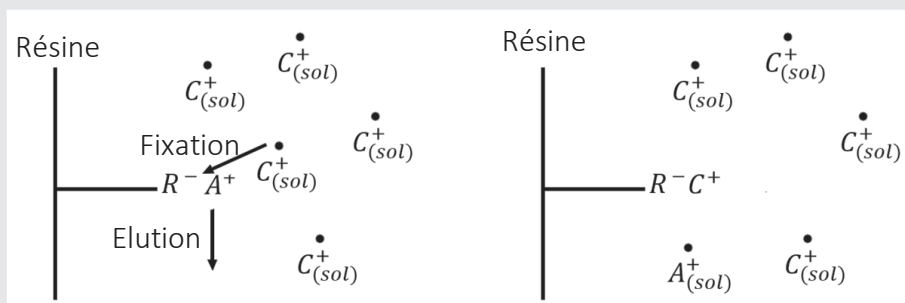 Résine
C⁺₍sol₎
C⁺₍sol₎
C⁺₍sol₎
Fixation
C⁺₍sol₎
R⁻ A⁺
Elution
C⁺₍sol₎
Résine
C⁺₍sol₎
C⁺₍sol₎
C⁺₍sol₎
R⁻C⁺
A⁺₍sol₎
C⁺₍sol₎